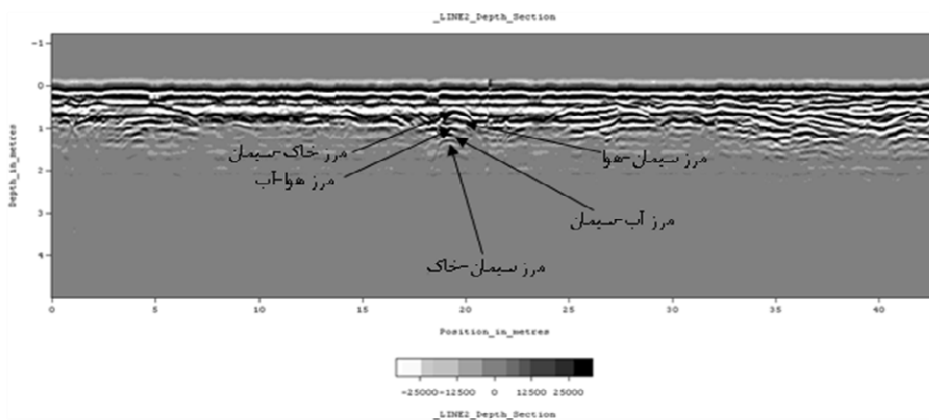 _LINE2_Depth_Section
-1
0
1
2
3
4
Depth_in_metres
مرز خاک-سیمان
مرز سیمان-هوا
مرز هوا-آب
مرز آب-سیمان
مرز سیمان-خاک
0 5 10 15 20 25 30 35 40
Position_in_metres
-25000 -12500 0 12500 25000
_LINE2_Depth_Section